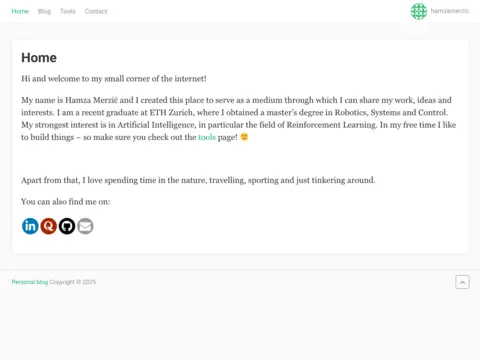 Home Blog Tools Contact hamzamerzic
Home
Hi and welcome to my small corner of the internet!
My name is Hamza Merzić and I created this place to serve as a medium through which I can share my work, ideas and
interests. I am a recent graduate at ETH Zurich, where I obtained a master's degree in Robotics, Systems and Control.
My strongest interest is in Artificial Intelligence, in particular the field of Reinforcement Learning. In my free time I like
to build things – so make sure you check out the tools page! 🙂
Apart from that, I love spending time in the nature, travelling, sporting and just tinkering around.
You can also find me on:
in Q
Personal blog Copyright © 2025